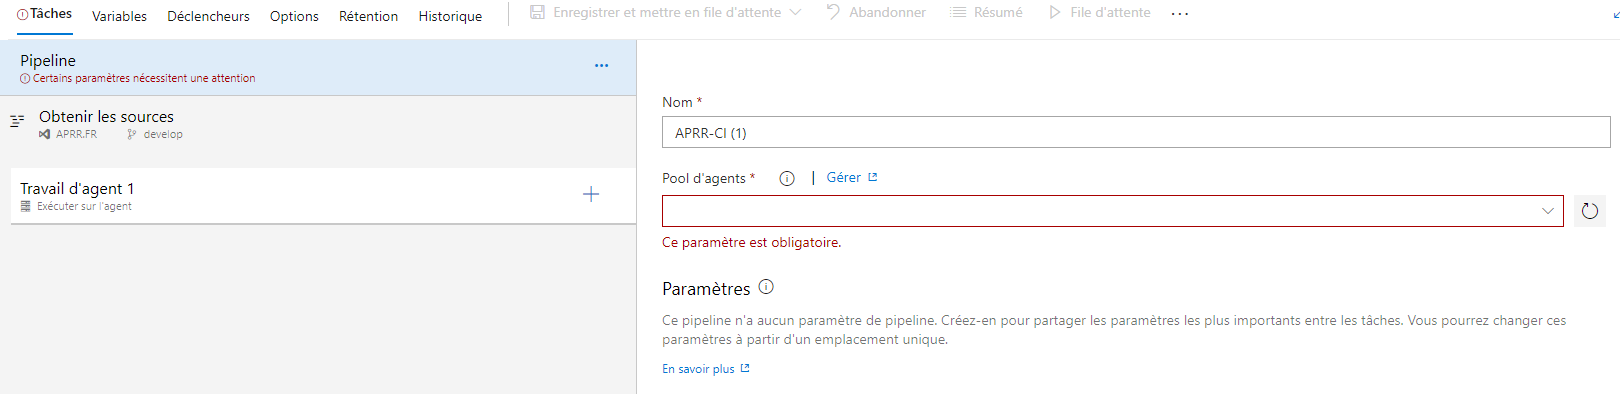 Tâches Variables Déclencheurs Options Rétention Historique Enregistrer et mettre en file d'attente Abandonner Résumé File d'attente ...
Pipeline
Certains paramètres nécessitent une attention
Obtenir les sources
APRR.FR develop
Travail d'agent 1
Exécuter sur l'agent
Nom *
APRR-CI (1)
Pool d'agents * | Gérer
Ce paramètre est obligatoire.
Paramètres
Ce pipeline n'a aucun paramètre de pipeline. Créez-en pour partager les paramètres les plus importants entre les tâches. Vous pourrez changer ces
paramètres à partir d'un emplacement unique.
En savoir plus